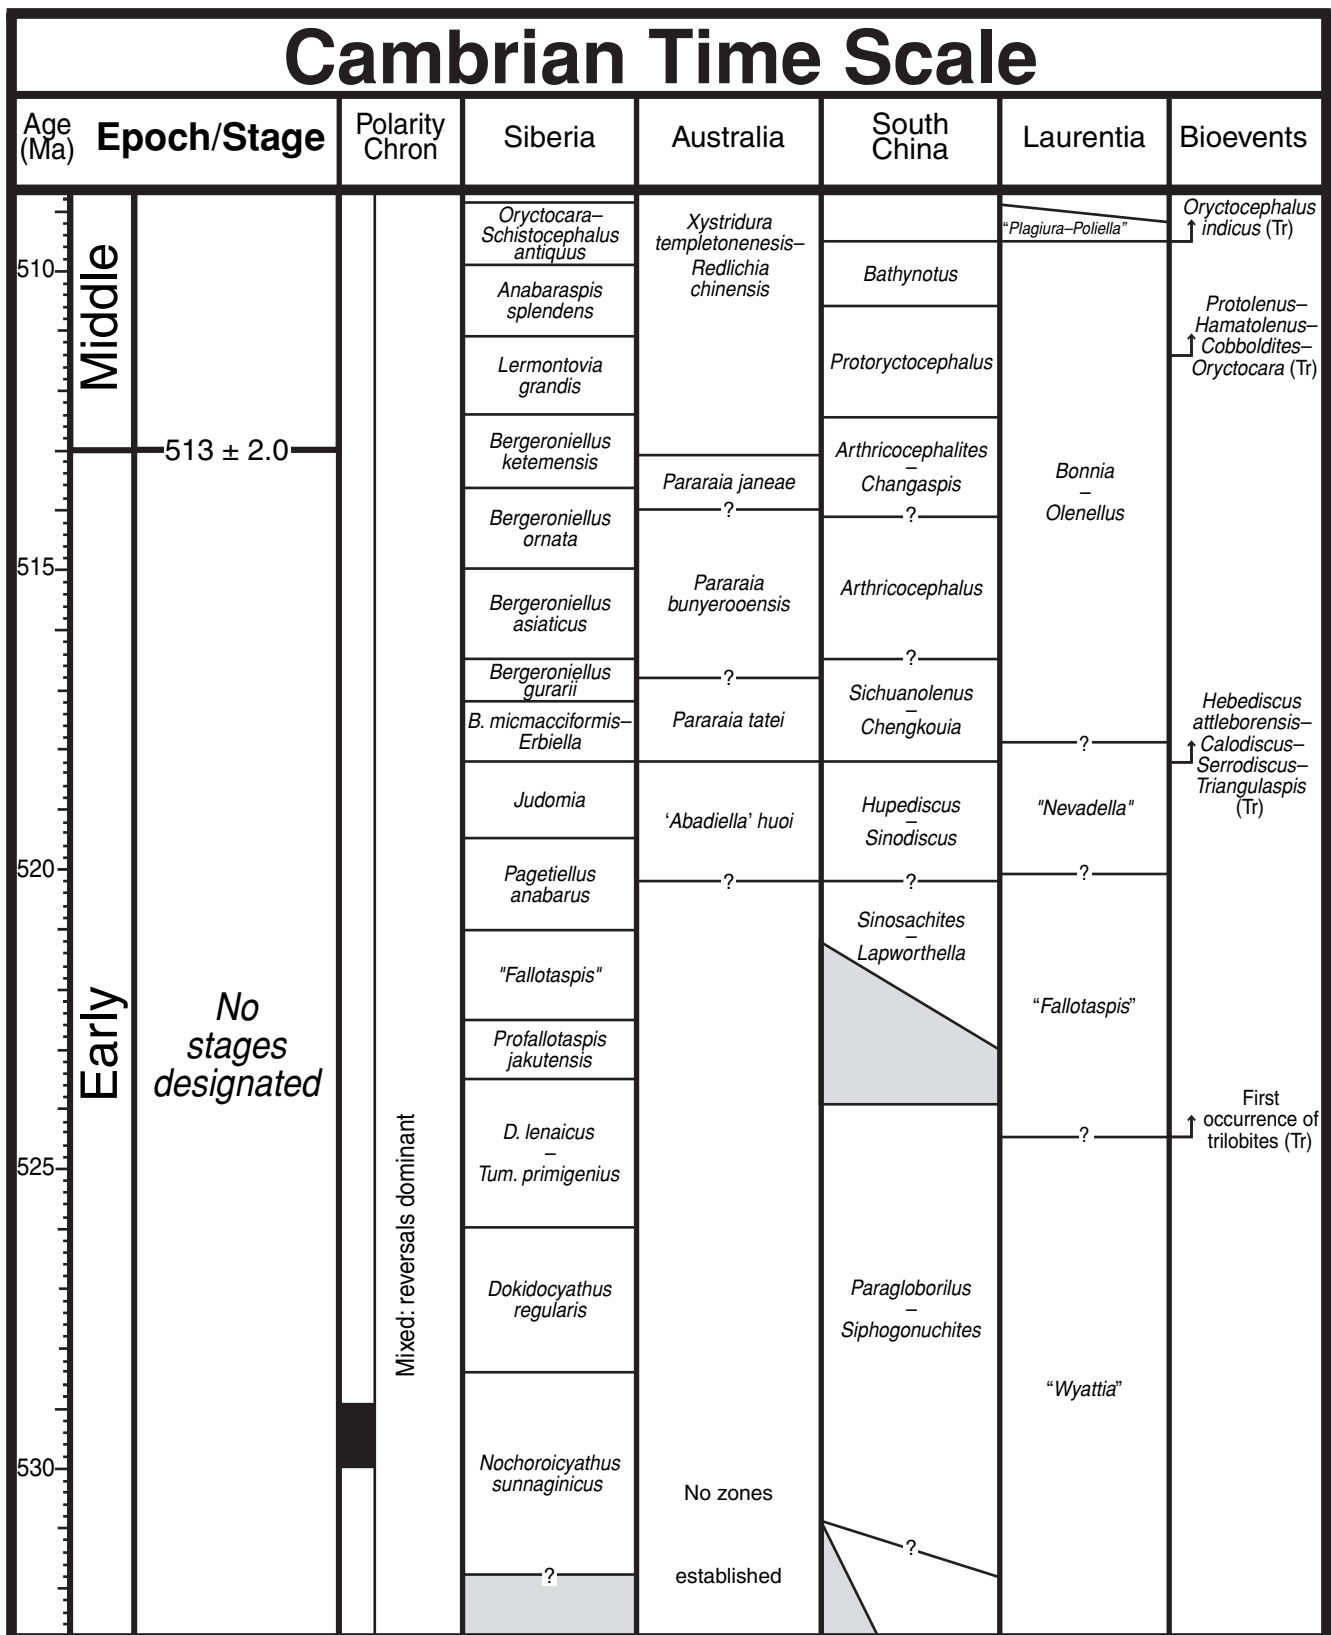 Cambrian Time Scale
Age
(Ma)
Epoch/Stage
Polarity
Chron
Siberia
Australia
South
China
Laurentia
Bioevents
510
515
520
525
530
Middle
Early
513 ± 2.0
No
stages
designated
Mixed: reversals dominant
Oryctocara–
Schistocephalus
antiquus
Anabaraspis
splendens
Lermontovia
grandis
Bergeroniellus
ketemensis
Bergeroniellus
ornata
Bergeroniellus
asiaticus
Bergeroniellus
gurarii
B. micmacciformis–
Erbiella
Judomia
Pagetiellus
anabarus
"Fallotaspis"
Profallotaspis
jakutensis
D. lenaicus
–
Tum. primigenius
Dokidocyathus
regularis
Nochoroicyathus
sunnaginicus
?
Xystridura
templetonenesis–
Redlichia
chinensis
Pararaia janeae
?
Pararaia
bunyerooensis
?
Pararaia tatei
‘Abadiella’ huoi
?
No zones
established
Bathynotus
Protoryctocephalus
Arthricocephalites
–
Changaspis
?
Arthricocephalus
?
Sichuanolenus
–
Chengkouia
Hupediscus
–
Sinodiscus
?
Sinosachites
–
Lapworthella
Paragloborilus
–
Siphogonuchites
?
“Plagiura–Poliella”
Bonnia
–
Olenellus
?
"Nevadella"
?
“Fallotaspis”
?
“Wyattia”
Oryctocephalus
indicus (Tr)
Protolenus–
Hamatolenus–
Cobboldites–
Oryctocara (Tr)
Hebediscus
attleborensis–
Calodiscus–
Serrodiscus–
Triangulaspis
(Tr)
First
occurrence of
trilobites (Tr)